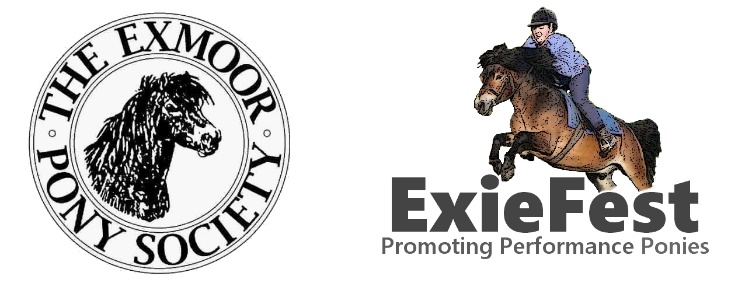 THE EXMOOR
PONY SOCIETY
ExieFest
Promoting Performance Ponies